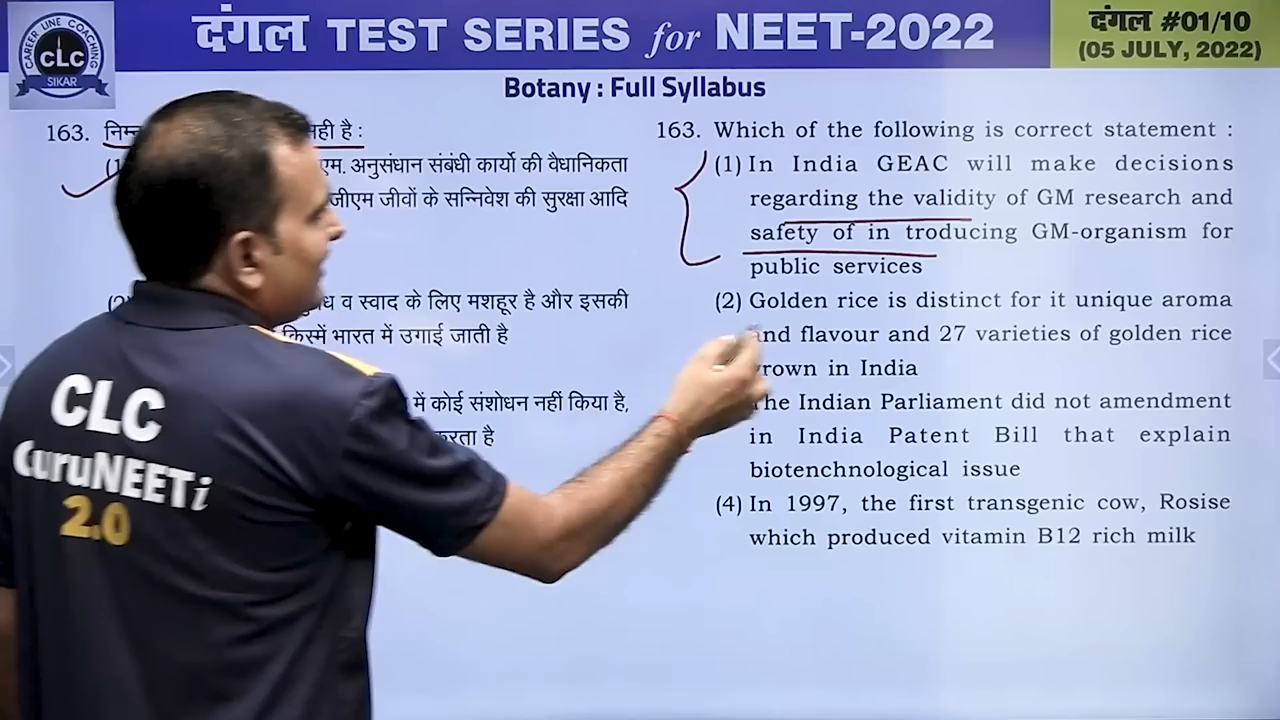 CAREER LINE COACHING
CLC
SIKAR
दंगल TEST SERIES for NEET-2022
दंगल #01/10
(05 JULY, 2022)
Botany : Full Syllabus
163. नही है :
एम. अनुसंधान संबंधी कार्यो की वैधानिकता
जीएम जीवों के सन्निवेश की सुरक्षा आदि
व स्वाद के लिए मशहूर है और इसकी
किस्में भारत में उगाई जाती है
में कोई संशोधन नहीं किया है,
करता है
163. Which of the following is correct statement :
(1) In India GEAC will make decisions
regarding the validity of GM research and
safety of in troducing GM-organism for
public services
(2) Golden rice is distinct for it unique aroma
and flavour and 27 varieties of golden rice
grown in India
The Indian Parliament did not amendment
in India Patent Bill that explain
biotenchnological issue
(4) In 1997, the first transgenic cow, Rosise
which produced vitamin B12 rich milk
CLC
GuruNEETi
2.0